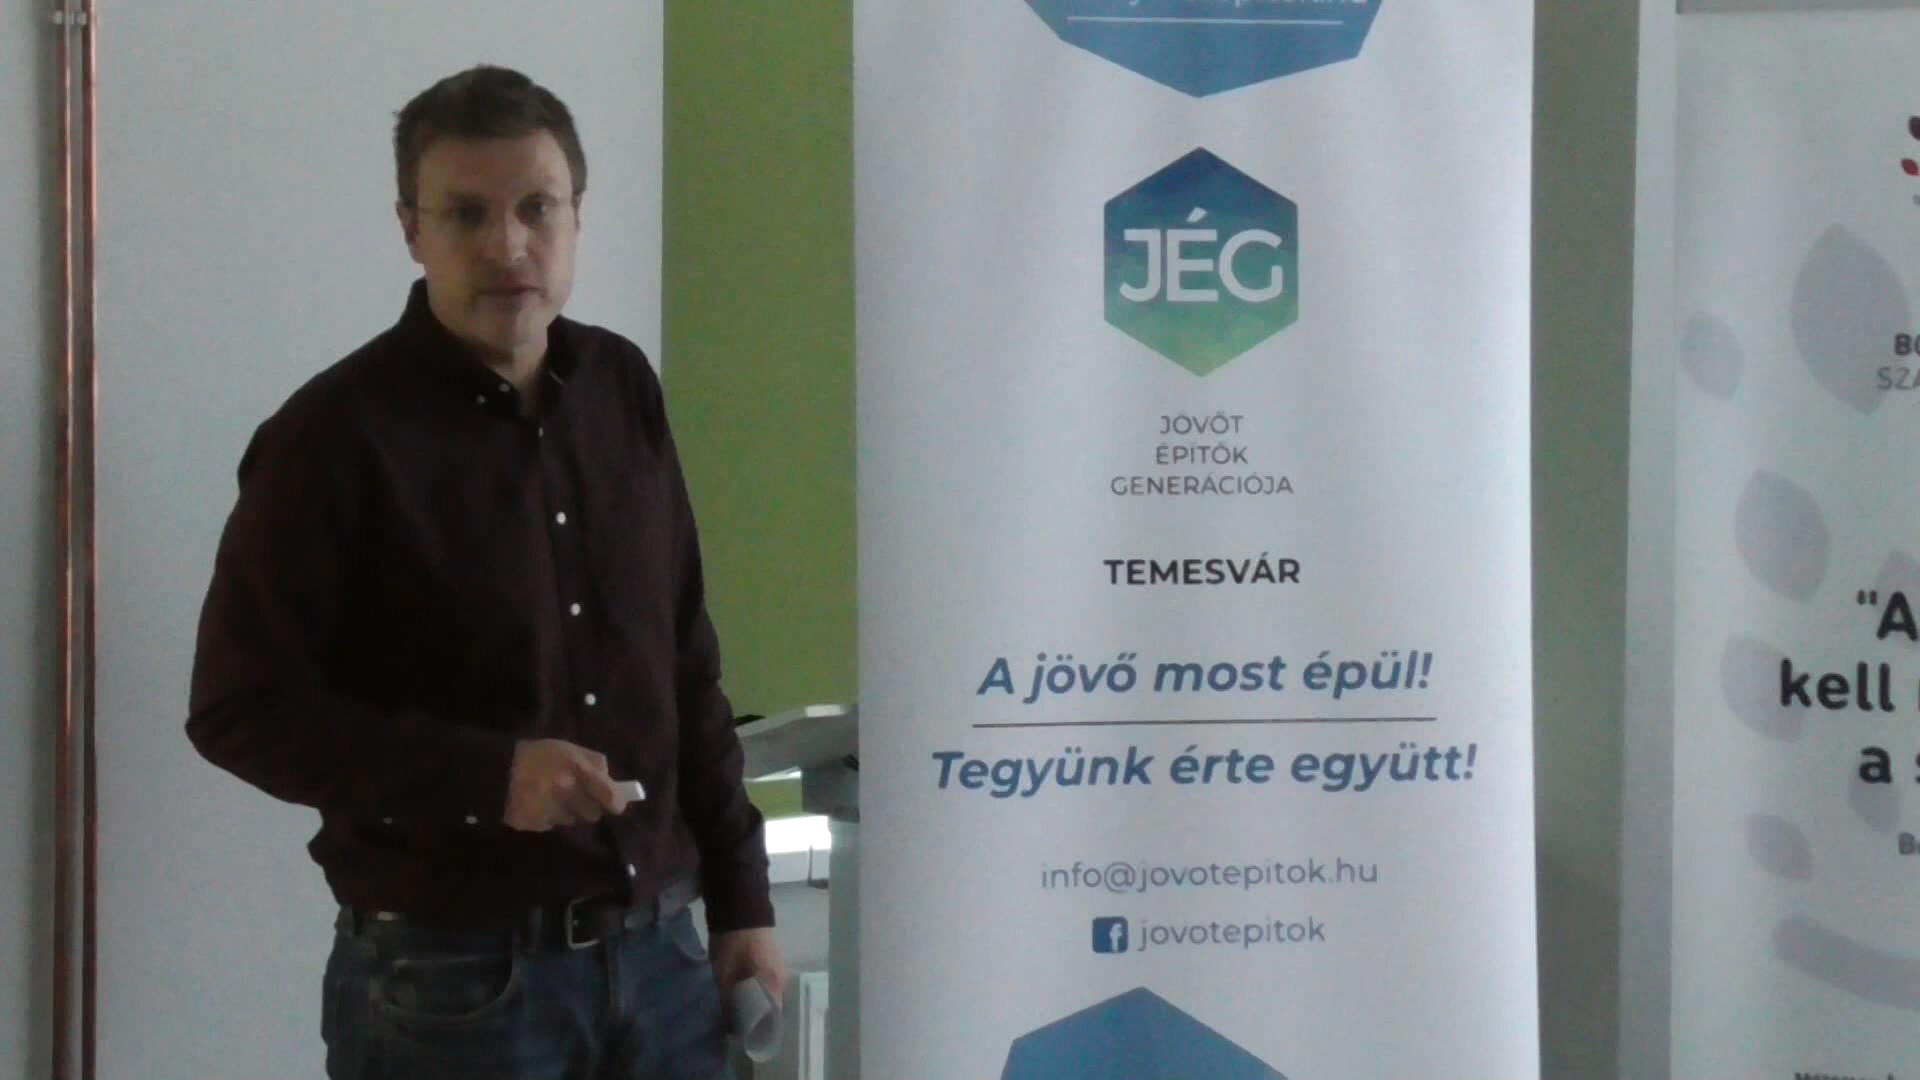 JÉG
JÖVŐT
ÉPÍTŐK
GENERÁCIÓJA
TEMESVÁR
A jövő most épül!
Tegyünk érte együtt!
info@jovotepitok.hu
f jovotepitok
"A
kell
a